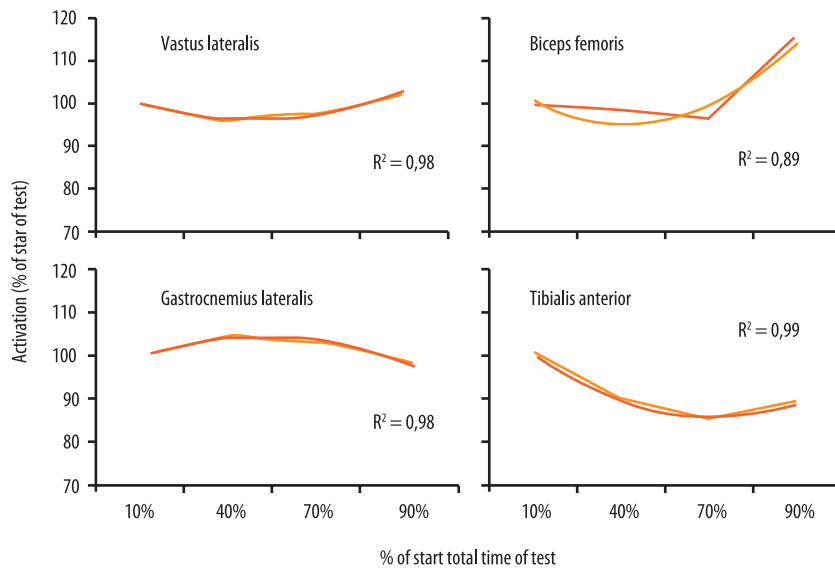 Activation (% of star of test)
120
110
100
90
80
70
Vastus lateralis
R² = 0,98
Biceps femoris
R² = 0,89
120
110
100
90
80
70
Gastrocnemius lateralis
R² = 0,98
Tibialis anterior
R² = 0,99
10% 40% 70% 90%
10% 40% 70% 90%
% of start total time of test